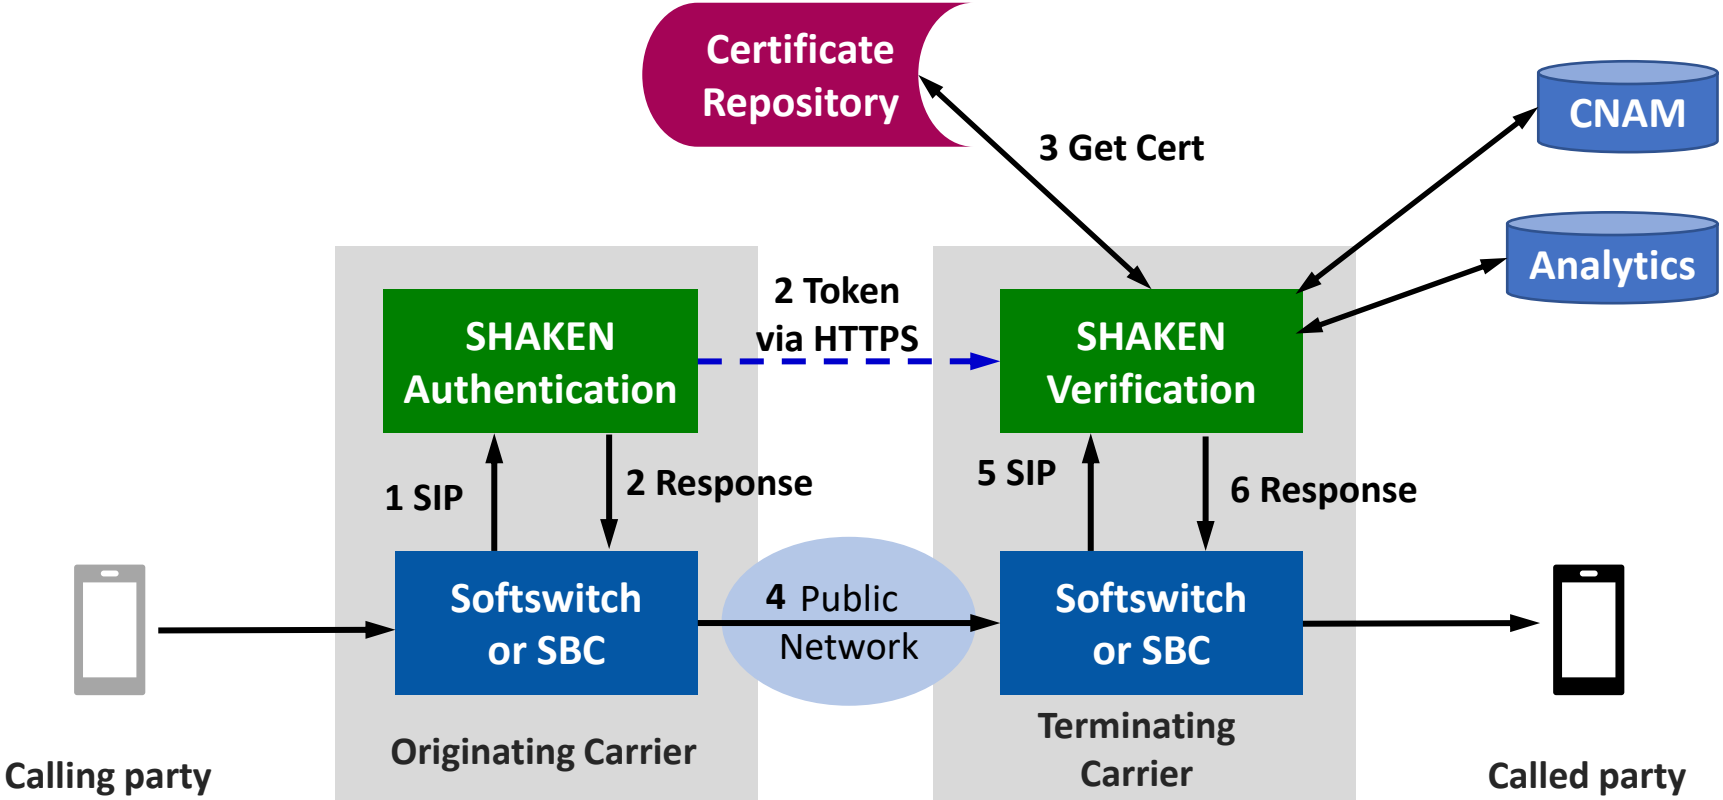 Certificate
Repository
CNAM
3 Get Cert
Analytics
2 Token
via HTTPS
SHAKEN
Authentication
SHAKEN
Verification
1 SIP
2 Response
5 SIP
6 Response
Softswitch
or SBC
4 Public
Network
Softswitch
or SBC
Originating Carrier
Terminating
Carrier
Calling party
Called party